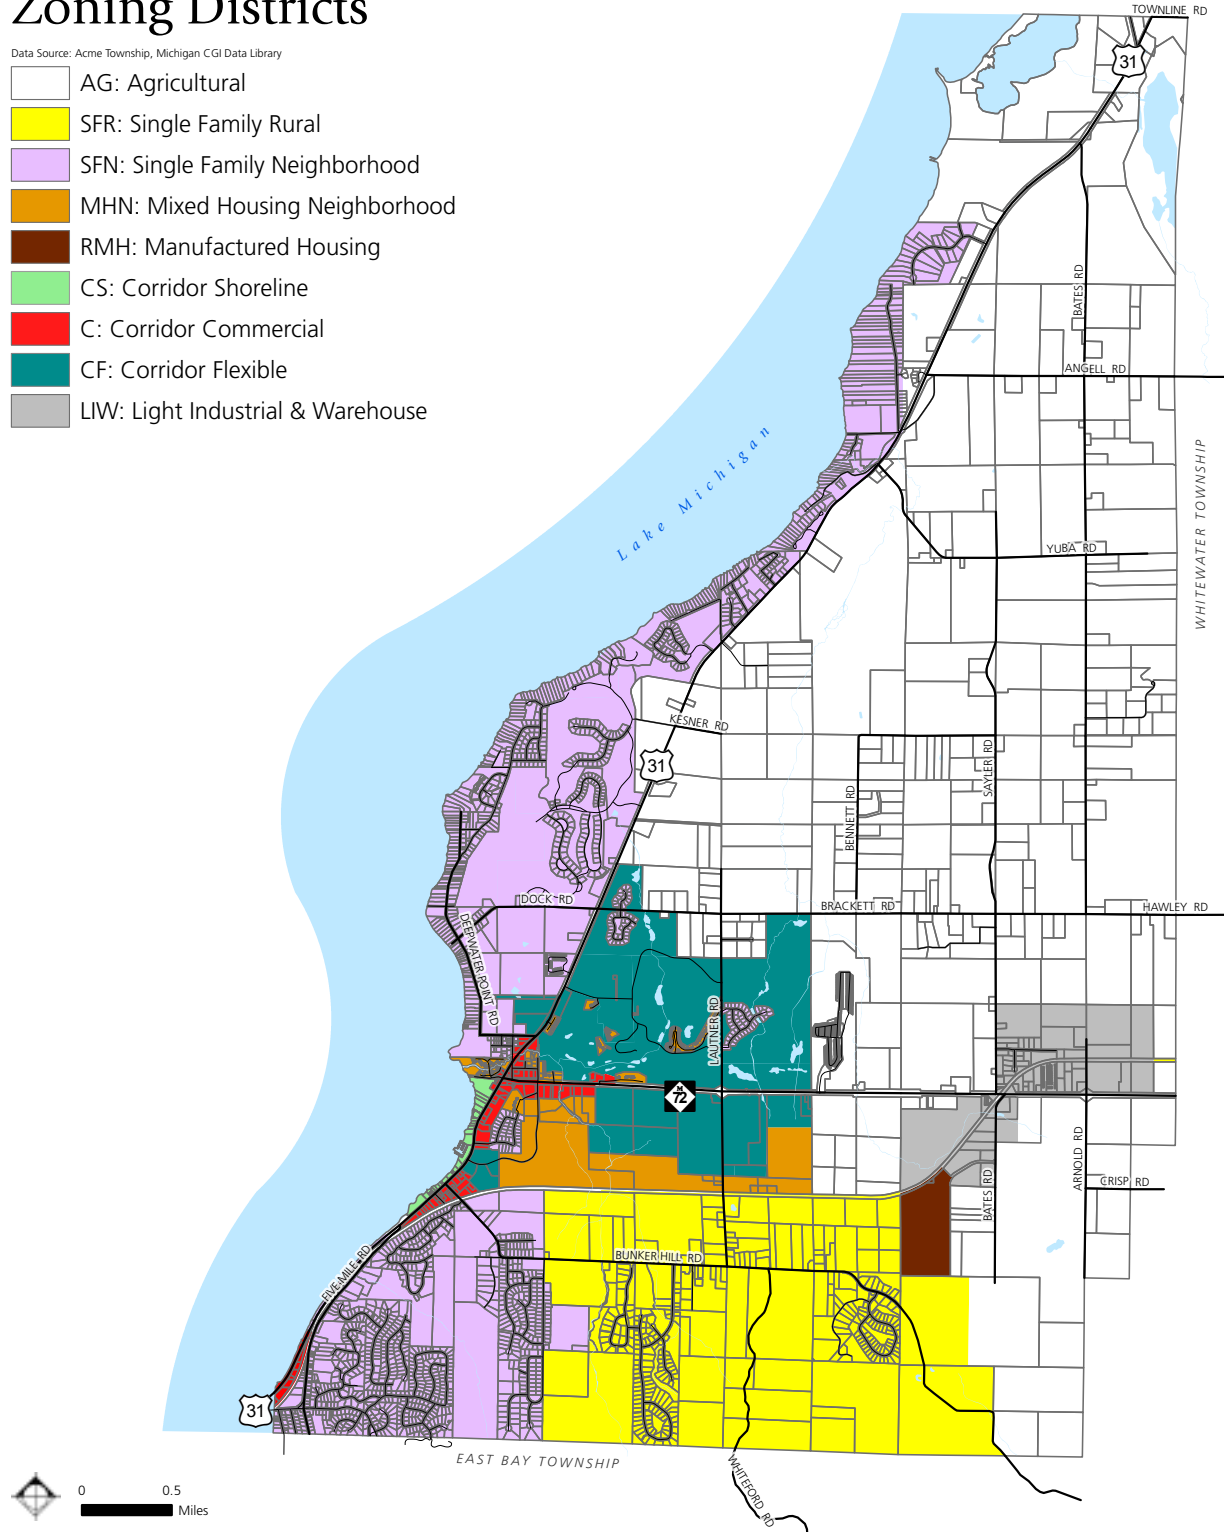 Zoning Districts
Data Source: Acme Township, Michigan CGI Data Library
AG: Agricultural
SFR: Single Family Rural
SFN: Single Family Neighborhood
MHN: Mixed Housing Neighborhood
RMH: Manufactured Housing
CS: Corridor Shoreline
C: Corridor Commercial
CF: Corridor Flexible
LIW: Light Industrial & Warehouse
TOWNLINE RD
31
BATES RD
ANGELL RD
Lake Michigan
WHITEWATER TOWNSHIP
YUBA RD
KESNER RD
31
SAYLER RD
BENNETT RD
DOCK RD
BRACKETT RD
HAWLEY RD
DEEPWATER POINT RD
LAUTNER RD
M
72
ARNOLD RD
BATES RD
CRISP RD
BUNKER HILL RD
FIVE MILE RD
31
EAST BAY TOWNSHIP
WHITEFORD RD
0 0.5
Miles